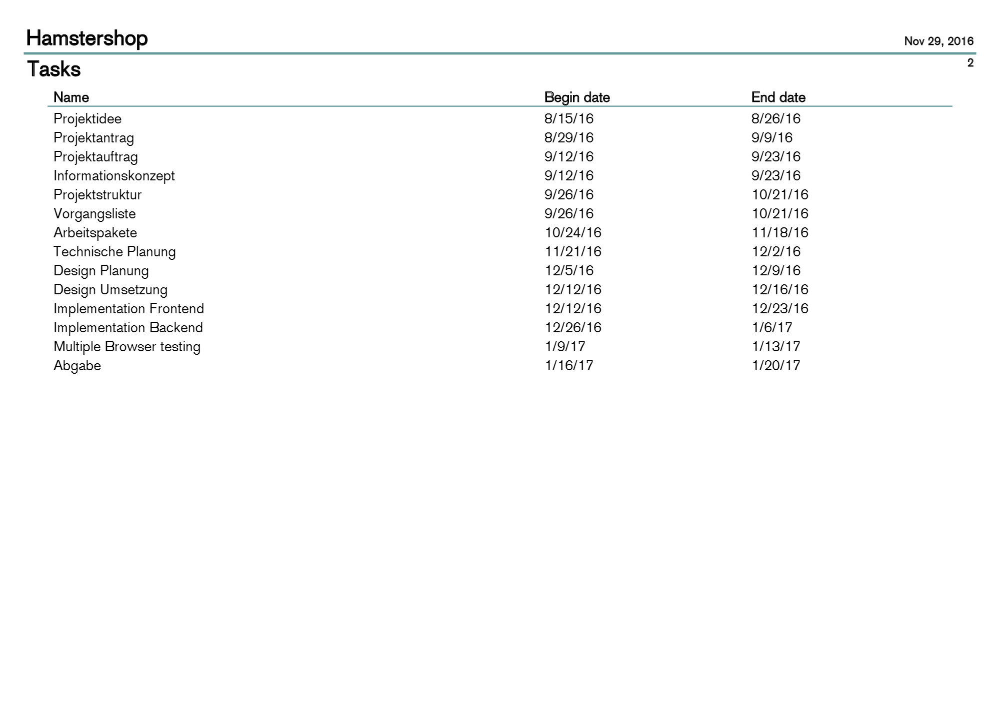 Hamstershop Nov 29, 2016
Tasks 2
Name Begin date End date
Projektidee 8/15/16 8/26/16
Projektantrag 8/29/16 9/9/16
Projektauftrag 9/12/16 9/23/16
Informationskonzept 9/12/16 9/23/16
Projektstruktur 9/26/16 10/21/16
Vorgangsliste 9/26/16 10/21/16
Arbeitspakete 10/24/16 11/18/16
Technische Planung 11/21/16 12/2/16
Design Planung 12/5/16 12/9/16
Design Umsetzung 12/12/16 12/16/16
Implementation Frontend 12/12/16 12/23/16
Implementation Backend 12/26/16 1/6/17
Multiple Browser testing 1/9/17 1/13/17
Abgabe 1/16/17 1/20/17